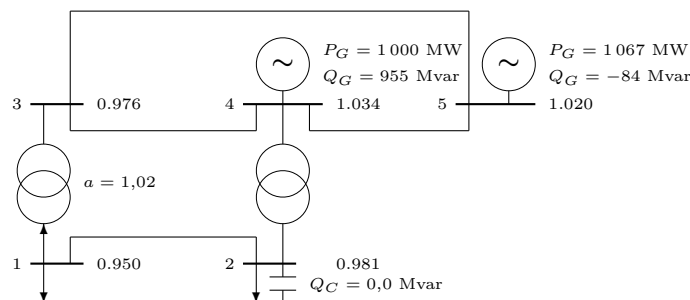 P_G = 1 000 MW
Q_G = 955 Mvar
P_G = 1 067 MW
Q_G = −84 Mvar
~
~
3
0.976
4
1.034
5
1.020
a = 1,02
1
0.950
2
0.981
Q_C = 0,0 Mvar